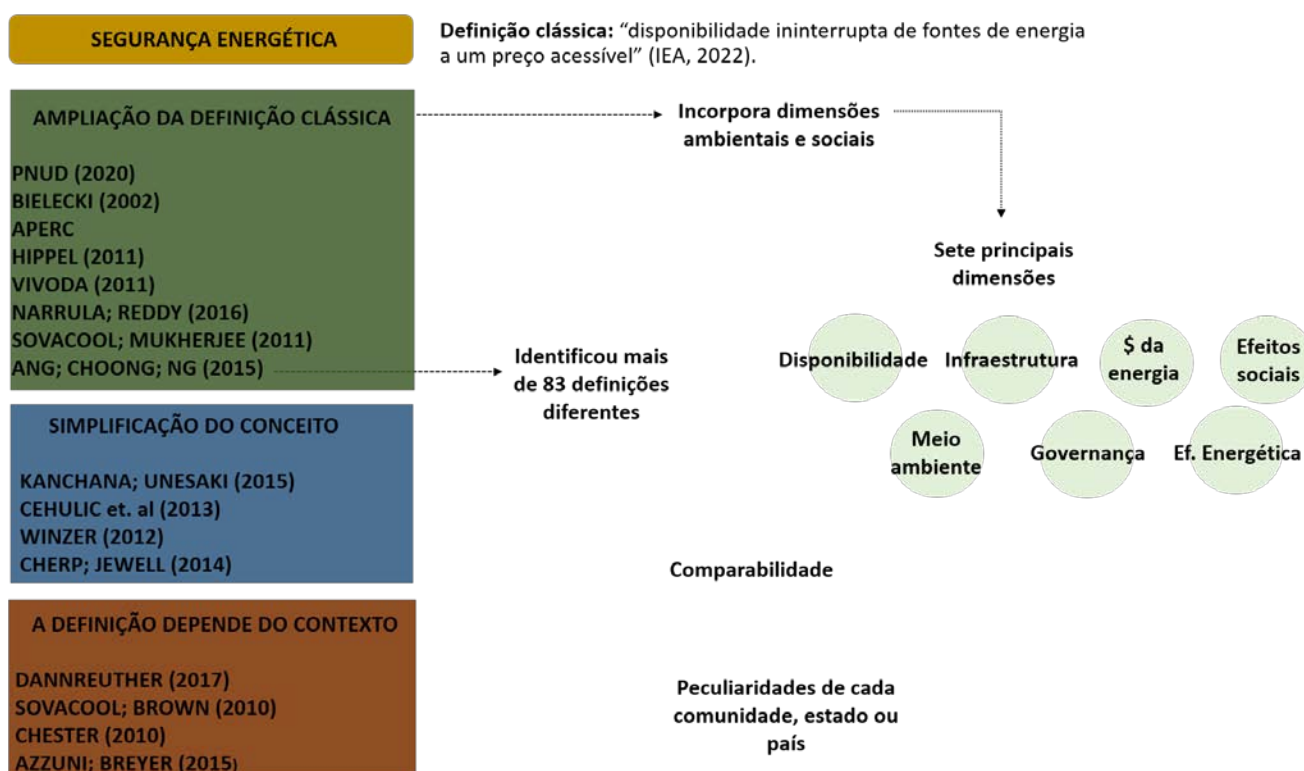 SEGURANÇA ENERGÉTICA
Definição clássica: “disponibilidade ininterrupta de fontes de energia
a um preço acessível” (IEA, 2022).
AMPLIAÇÃO DA DEFINIÇÃO CLÁSSICA
PNUD (2020)
BIELECKI (2002)
APERC
HIPPEL (2011)
VIVODA (2011)
NARRULA; REDDY (2016)
SOVACOOL; MUKHERJEE (2011)
ANG; CHOONG; NG (2015)
Incorpora dimensões
ambientais e sociais
Sete principais
dimensões
Identificou mais
de 83 definições
diferentes
Disponibilidade
Infraestrutura
$ da
energia
Efeitos
sociais
Meio
ambiente
Governança
Ef. Energética
SIMPLIFICAÇÃO DO CONCEITO
KANCHANA; UNESAKI (2015)
CEHULIC et. al (2013)
WINZER (2012)
CHERP; JEWELL (2014)
Comparabilidade
A DEFINIÇÃO DEPENDE DO CONTEXTO
DANNREUTHER (2017)
SOVACOOL; BROWN (2010)
CHESTER (2010)
AZZUNI; BREYER (2015)
Peculiaridades de cada
comunidade, estado ou
país